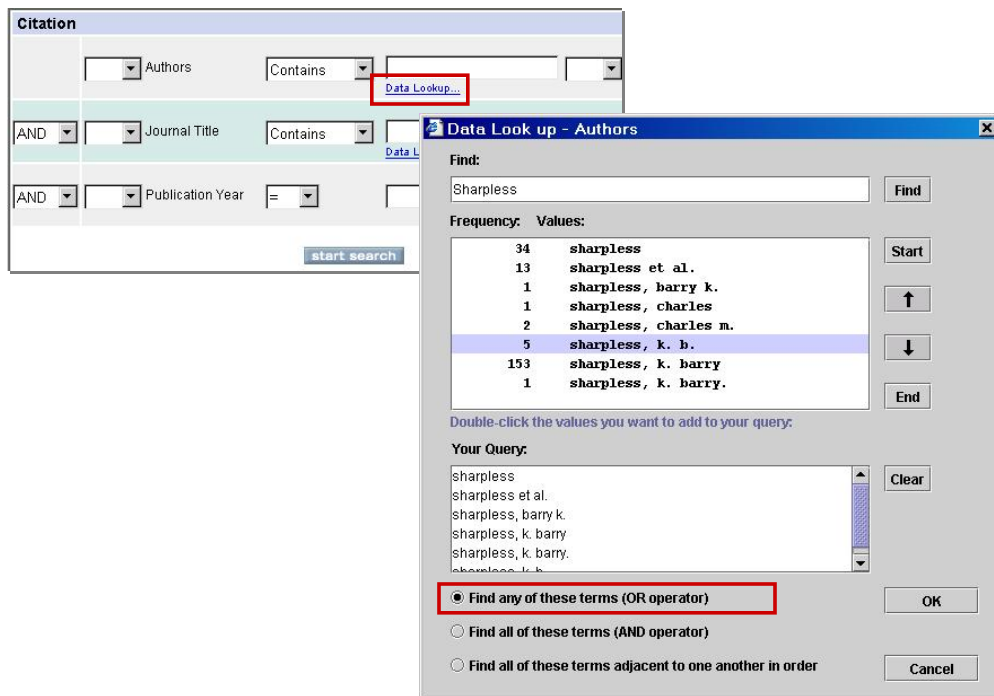 Citation
Authors Contains
Data Lookup...
AND Journal Title Contains
Data L
AND Publication Year =
start search
Data Look up - Authors
Find:
Sharpless Find
Frequency: Values:
34 sharpless
13 sharpless et al.
1 sharpless, barry k.
1 sharpless, charles
2 sharpless, charles m.
5 sharpless, k. b.
153 sharpless, k. barry
1 sharpless, k. barry.
Start
End
Double-click the values you want to add to your query:
Your Query:
sharpless
sharpless et al.
sharpless, barry k.
sharpless, k. barry
sharpless, k. barry.
sharpless, k. b.
Clear
Find any of these terms (OR operator) OK
Find all of these terms (AND operator)
Find all of these terms adjacent to one another in order Cancel